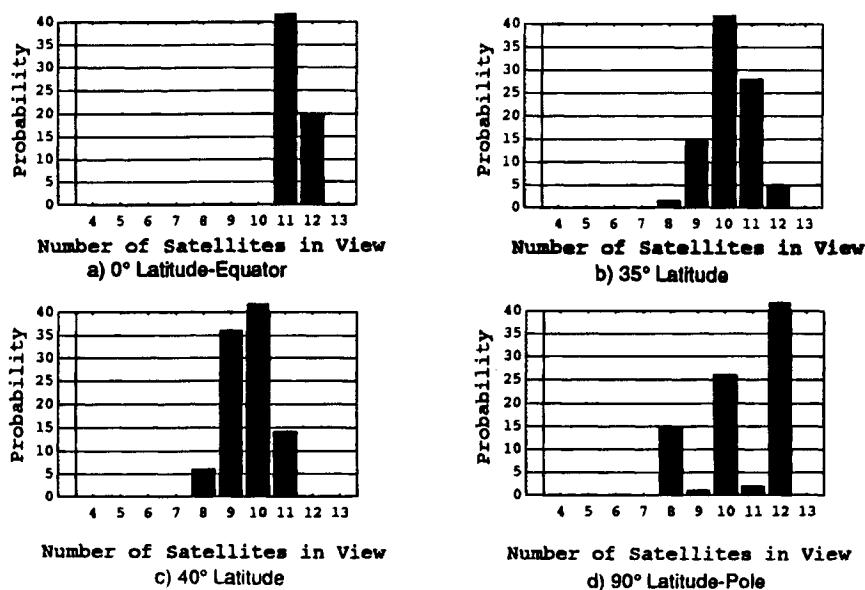 Probability
40
35
30
25
20
15
10
5
0
4 5 6 7 8 9 10 11 12 13
Number of Satellites in View
a) 0° Latitude-Equator
Probability
40
35
30
25
20
15
10
5
0
4 5 6 7 8 9 10 11 12 13
Number of Satellites in View
b) 35° Latitude
Probability
40
35
30
25
20
15
10
5
0
4 5 6 7 8 9 10 11 12 13
Number of Satellites in View
c) 40° Latitude
Probability
40
35
30
25
20
15
10
5
0
4 5 6 7 8 9 10 11 12 13
Number of Satellites in View
d) 90° Latitude-Pole